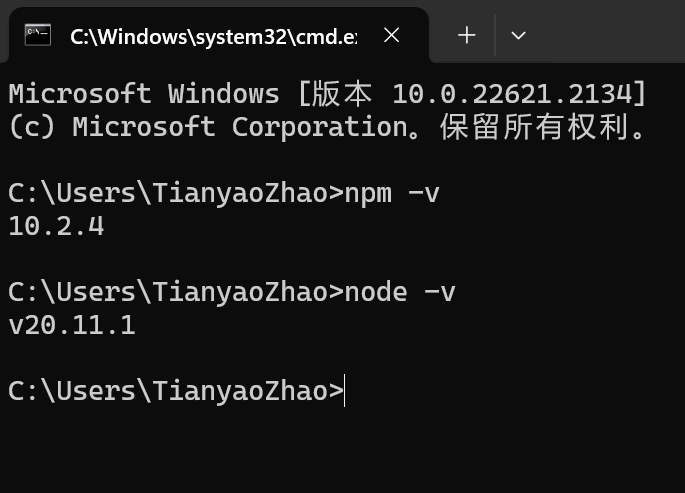 C:\Windows\system32\cmd.e
Microsoft Windows [版本 10.0.22621.2134]
(c) Microsoft Corporation。保留所有权利。
C:\Users\TianyaoZhao>npm -v
10.2.4
C:\Users\TianyaoZhao>node -v
v20.11.1
C:\Users\TianyaoZhao>